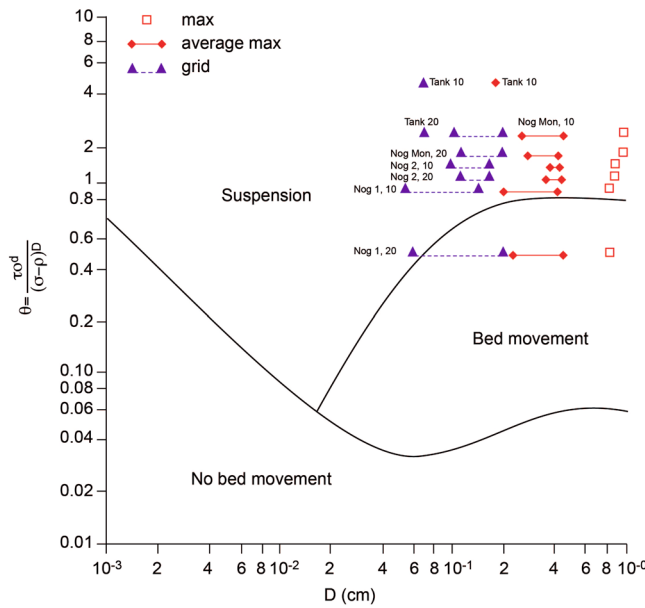 max
average max
grid
10
6
4
2
1
0.8
0.6
0.4
0.2
0.10
0.08
0.06
0.04
0.02
0.01
θ= τo^d / (σ–ρ)^D
Tank 10
Tank 10
Tank 20
Nog Mon, 10
Nog Mon, 20
Nog 2, 10
Nog 2, 20
Nog 1, 10
Nog 1, 20
Suspension
Bed movement
No bed movement
10^-3 2 4 6 8 10^-2 2 4 6 8 10^-1 2 4 6 8 10^-0
D (cm)